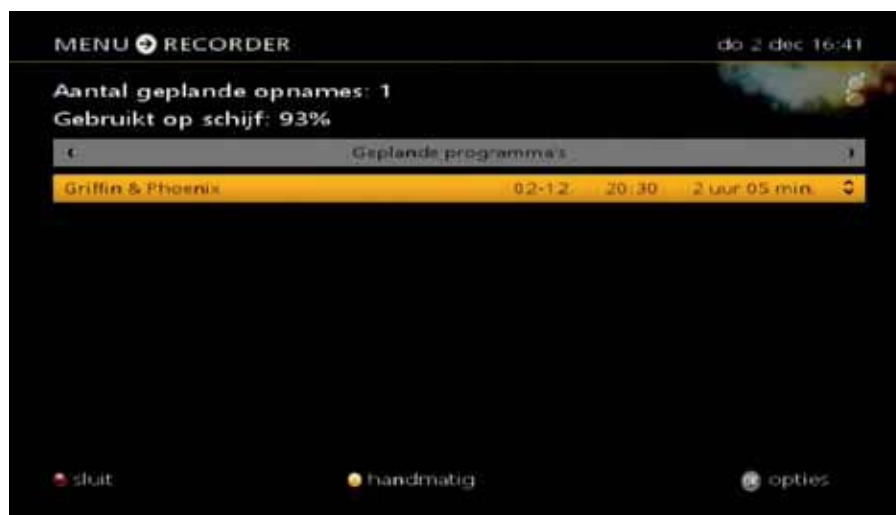 MENU RECORDER do 2 dec 16:41
Aantal geplande opnames: 1
Gebruikt op schijf: 93%
Geplande programma's
Griffin & Phoenix 02-12 20:30 2 uur 05 min.
sluit handmatig OK opties